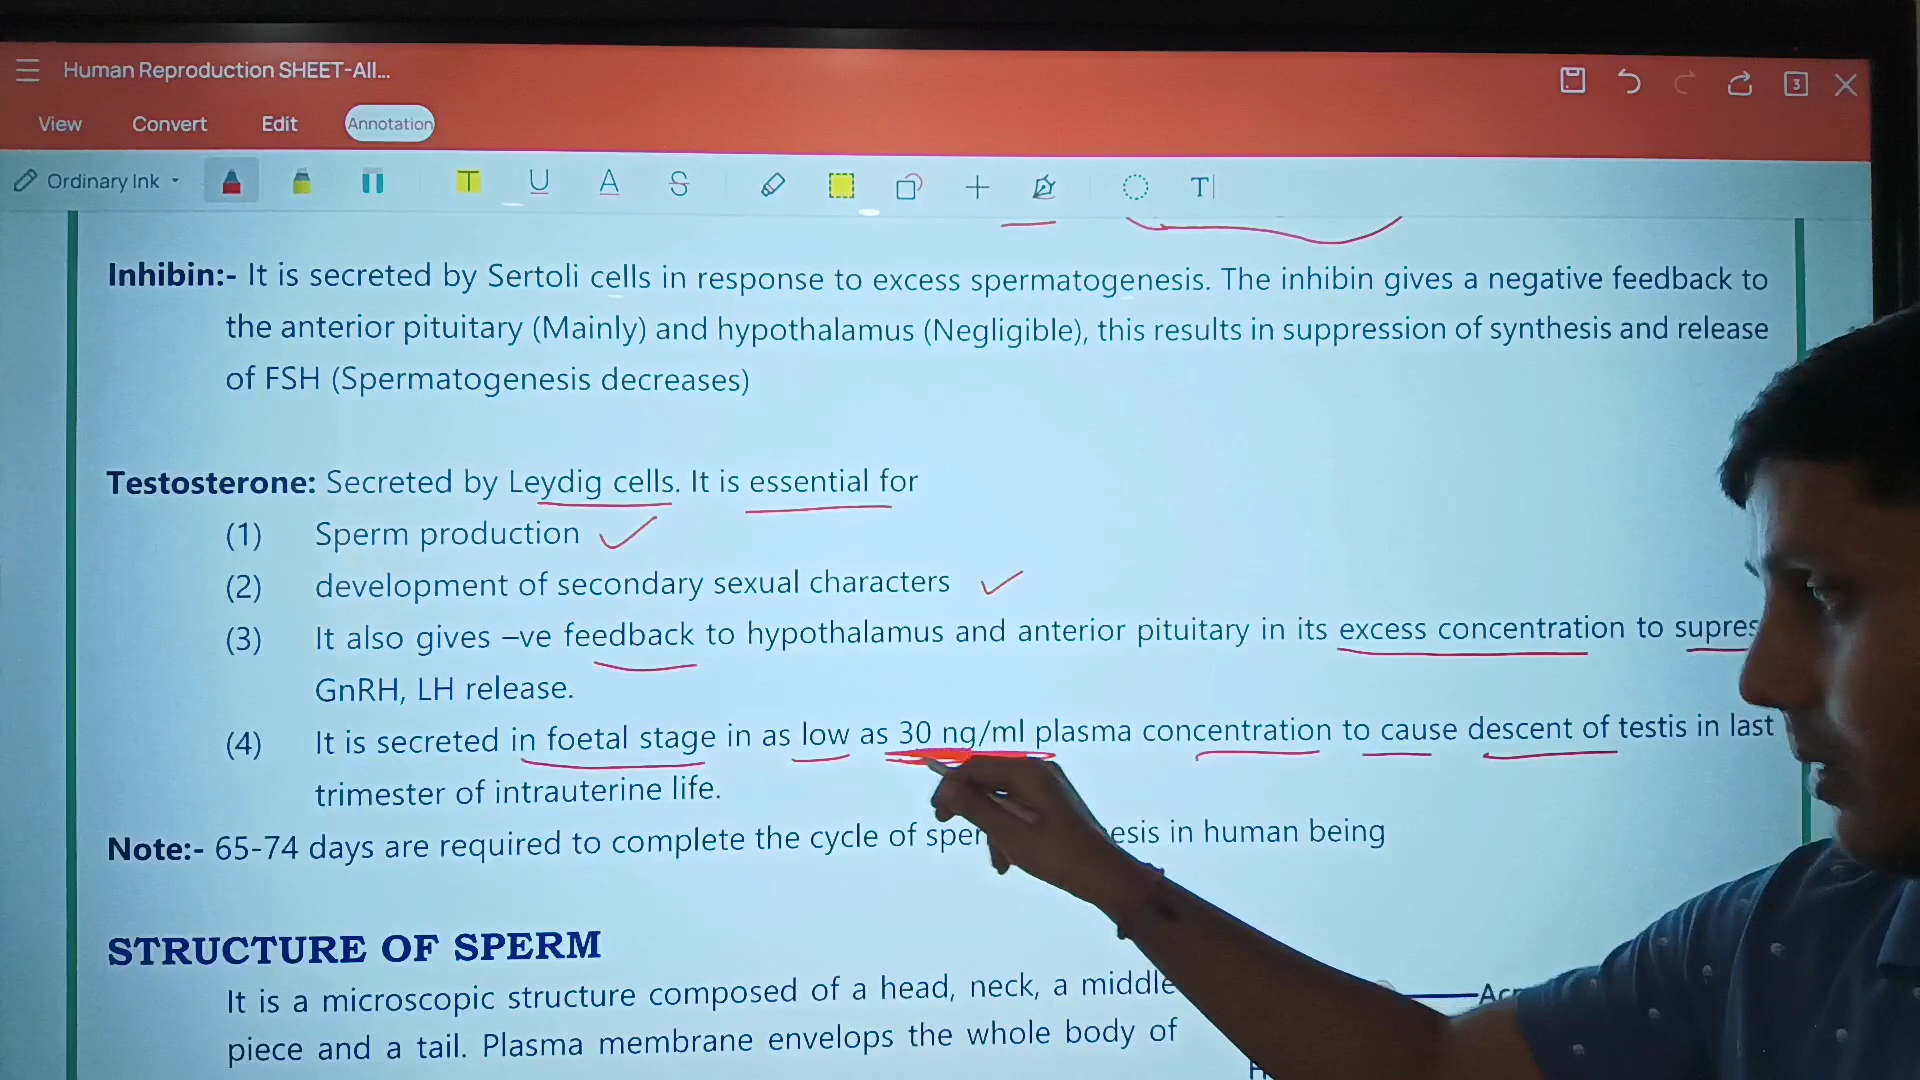 Human Reproduction SHEET-All...
3
View Convert Edit Annotation
Ordinary Ink T U A S T
Inhibin:- It is secreted by Sertoli cells in response to excess spermatogenesis. The inhibin gives a negative feedback to
the anterior pituitary (Mainly) and hypothalamus (Negligible), this results in suppression of synthesis and release
of FSH (Spermatogenesis decreases)
Testosterone: Secreted by Leydig cells. It is essential for
(1) Sperm production
(2) development of secondary sexual characters
(3) It also gives –ve feedback to hypothalamus and anterior pituitary in its excess concentration to supres
GnRH, LH release.
(4) It is secreted in foetal stage in as low as 30 ng/ml plasma concentration to cause descent of testis in last
trimester of intrauterine life.
Note:- 65-74 days are required to complete the cycle of sper esis in human being
STRUCTURE OF SPERM
It is a microscopic structure composed of a head, neck, a middle
piece and a tail. Plasma membrane envelops the whole body of